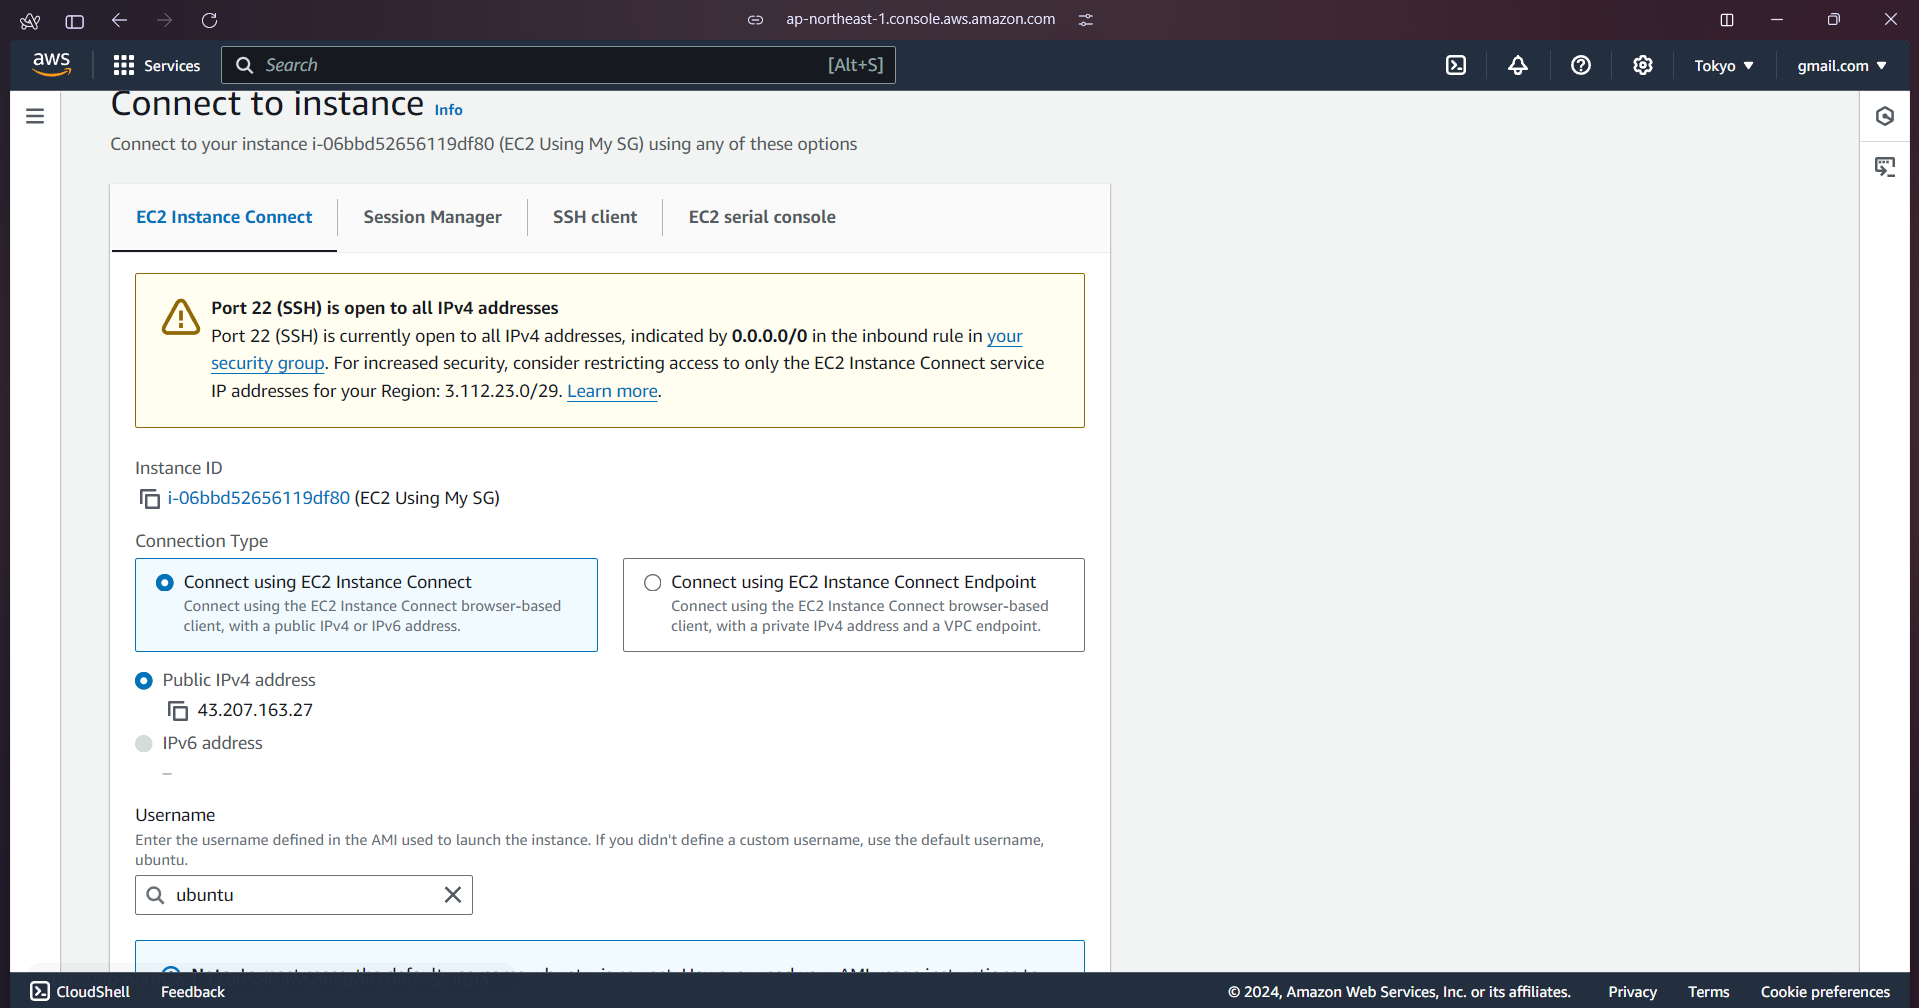 ap-northeast-1.console.aws.amazon.com
aws
Services
Search
[Alt+S]
Tokyo
gmail.com
Connect to instance
Info
Connect to your instance i-06bbd52656119df80 (EC2 Using My SG) using any of these options
EC2 Instance Connect
Session Manager
SSH client
EC2 serial console
Port 22 (SSH) is open to all IPv4 addresses
Port 22 (SSH) is currently open to all IPv4 addresses, indicated by 0.0.0.0/0 in the inbound rule in your
security group. For increased security, consider restricting access to only the EC2 Instance Connect service
IP addresses for your Region: 3.112.23.0/29. Learn more.
Instance ID
i-06bbd52656119df80 (EC2 Using My SG)
Connection Type
Connect using EC2 Instance Connect
Connect using the EC2 Instance Connect browser-based
client, with a public IPv4 or IPv6 address.
Connect using EC2 Instance Connect Endpoint
Connect using the EC2 Instance Connect browser-based
client, with a private IPv4 address and a VPC endpoint.
Public IPv4 address
43.207.163.27
IPv6 address
–
Username
Enter the username defined in the AMI used to launch the instance. If you didn't define a custom username, use the default username,
ubuntu.
ubuntu
CloudShell
Feedback
© 2024, Amazon Web Services, Inc. or its affiliates.
Privacy
Terms
Cookie preferences